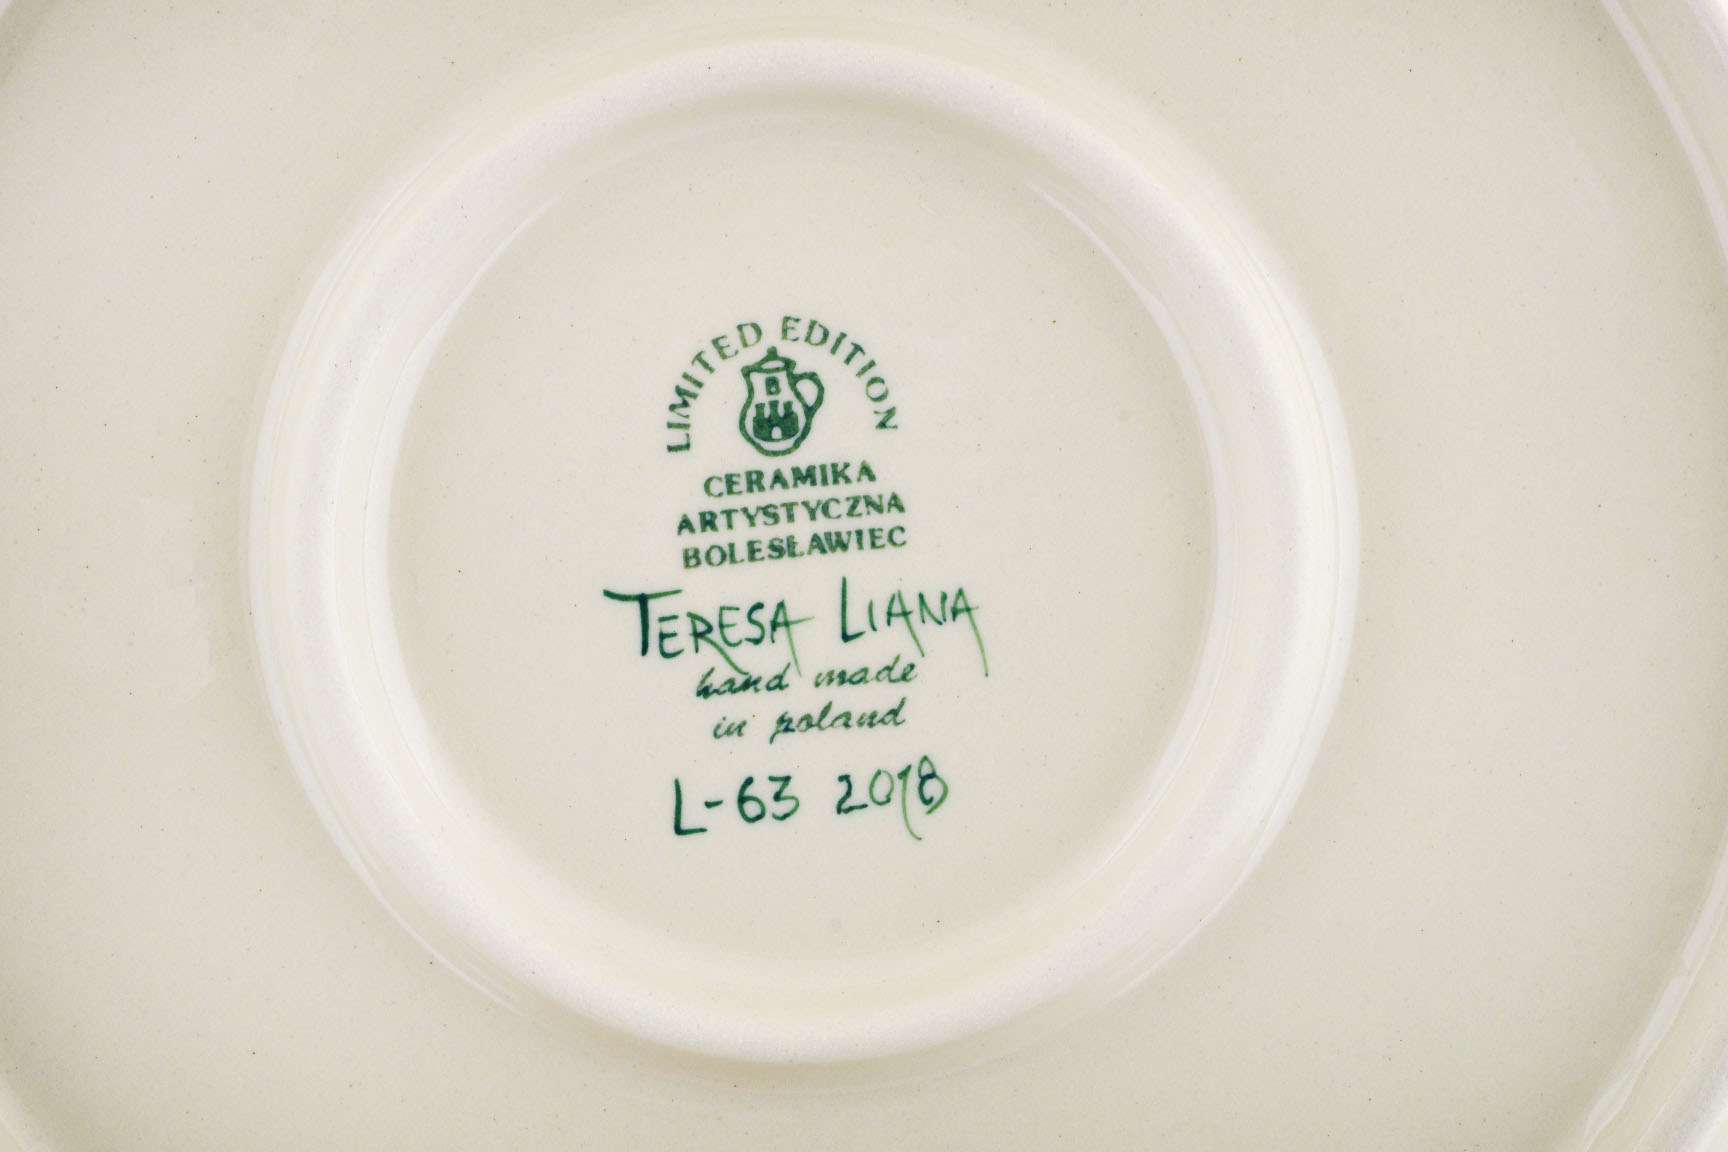 LIMITED EDITION
B
CERAMIKA
ARTYSTYCZNA
BOLESŁAWIEC
TERESA LIANA
hand made
in poland
L-63 2018